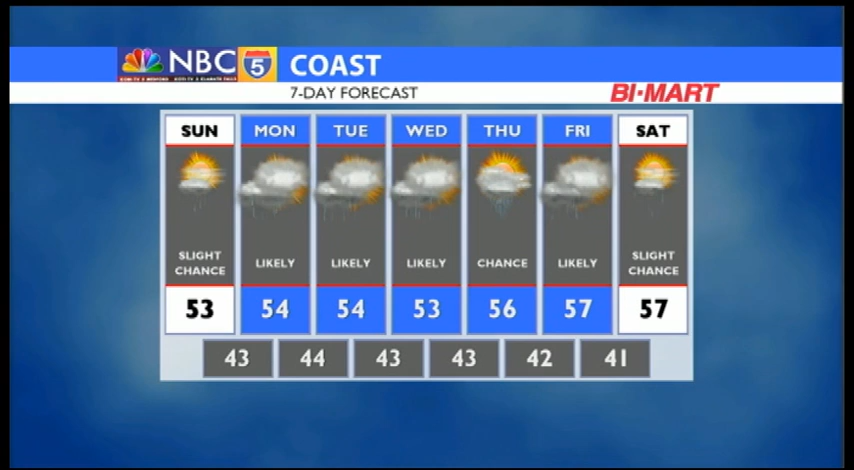 NBC 5 COAST
7-DAY FORECAST BI-MART
SUN MON TUE WED THU FRI SAT
SLIGHT CHANCE LIKELY LIKELY LIKELY CHANCE LIKELY SLIGHT CHANCE
53 54 54 53 56 57 57
43 44 43 43 42 41